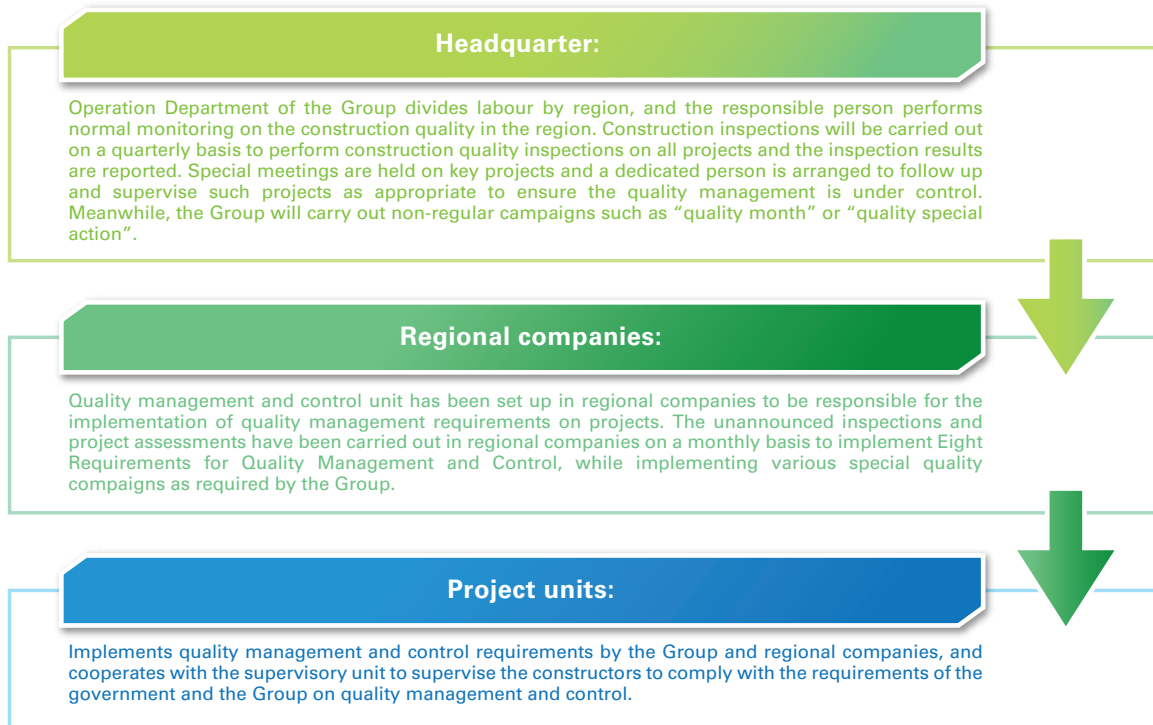 Headquarter:
Operation Department of the Group divides labour by region, and the responsible person performs
normal monitoring on the construction quality in the region. Construction inspections will be carried out
on a quarterly basis to perform construction quality inspections on all projects and the inspection results
are reported. Special meetings are held on key projects and a dedicated person is arranged to follow up
and supervise such projects as appropriate to ensure the quality management is under control.
Meanwhile, the Group will carry out non-regular campaigns such as “quality month” or “quality special
action”.
Regional companies:
Quality management and control unit has been set up in regional companies to be responsible for the
implementation of quality management requirements on projects. The unannounced inspections and
project assessments have been carried out in regional companies on a monthly basis to implement Eight
Requirements for Quality Management and Control, while implementing various special quality
compaigns as required by the Group.
Project units:
Implements quality management and control requirements by the Group and regional companies, and
cooperates with the supervisory unit to supervise the constructors to comply with the requirements of the
government and the Group on quality management and control.